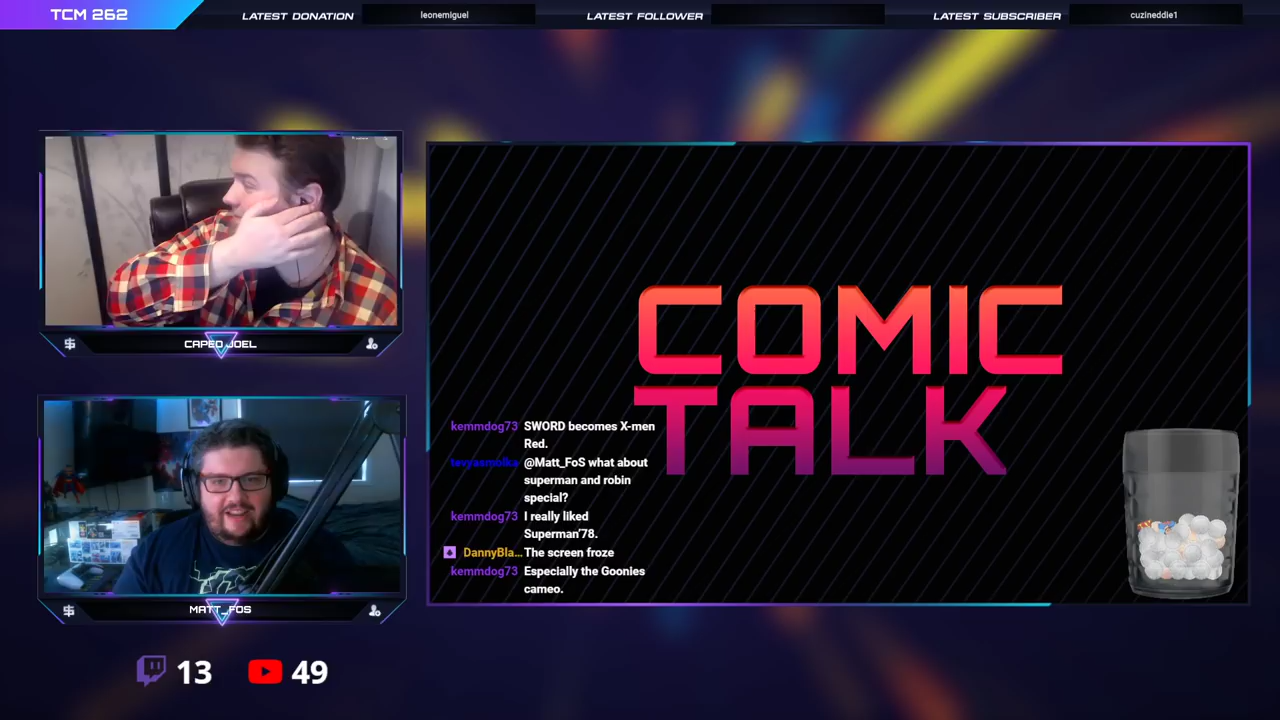 TCM 262
LATEST DONATION
leonemiguel
LATEST FOLLOWER
LATEST SUBSCRIBER
cuzineddie1
CAPED JOEL
MATT_FOS
COMIC
TALK
kemmdog73 SWORD becomes X-men
Red.
tevyasmolka @Matt_FoS what about
superman and robin
special?
kemmdog73 I really liked
Superman'78.
DannyBla... The screen froze
kemmdog73 Especially the Goonies
cameo.
13
49